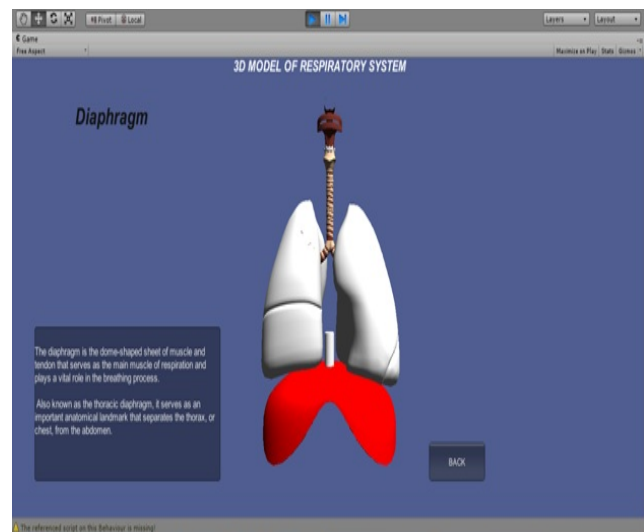 Pivot Local
Layers Layout
Game
Free Aspect
Maximize on Play Stats Gizmos
3D MODEL OF RESPIRATORY SYSTEM
Diaphragm
The diaphragm is the dome-shaped sheet of muscle and
tendon that serves as the main muscle of respiration and
plays a vital role in the breathing process.
Also known as the thoracic diaphragm, it serves as an
important anatomical landmark that separates the thorax, or
chest, from the abdomen.
BACK
The referenced script on this Behaviour is missing!